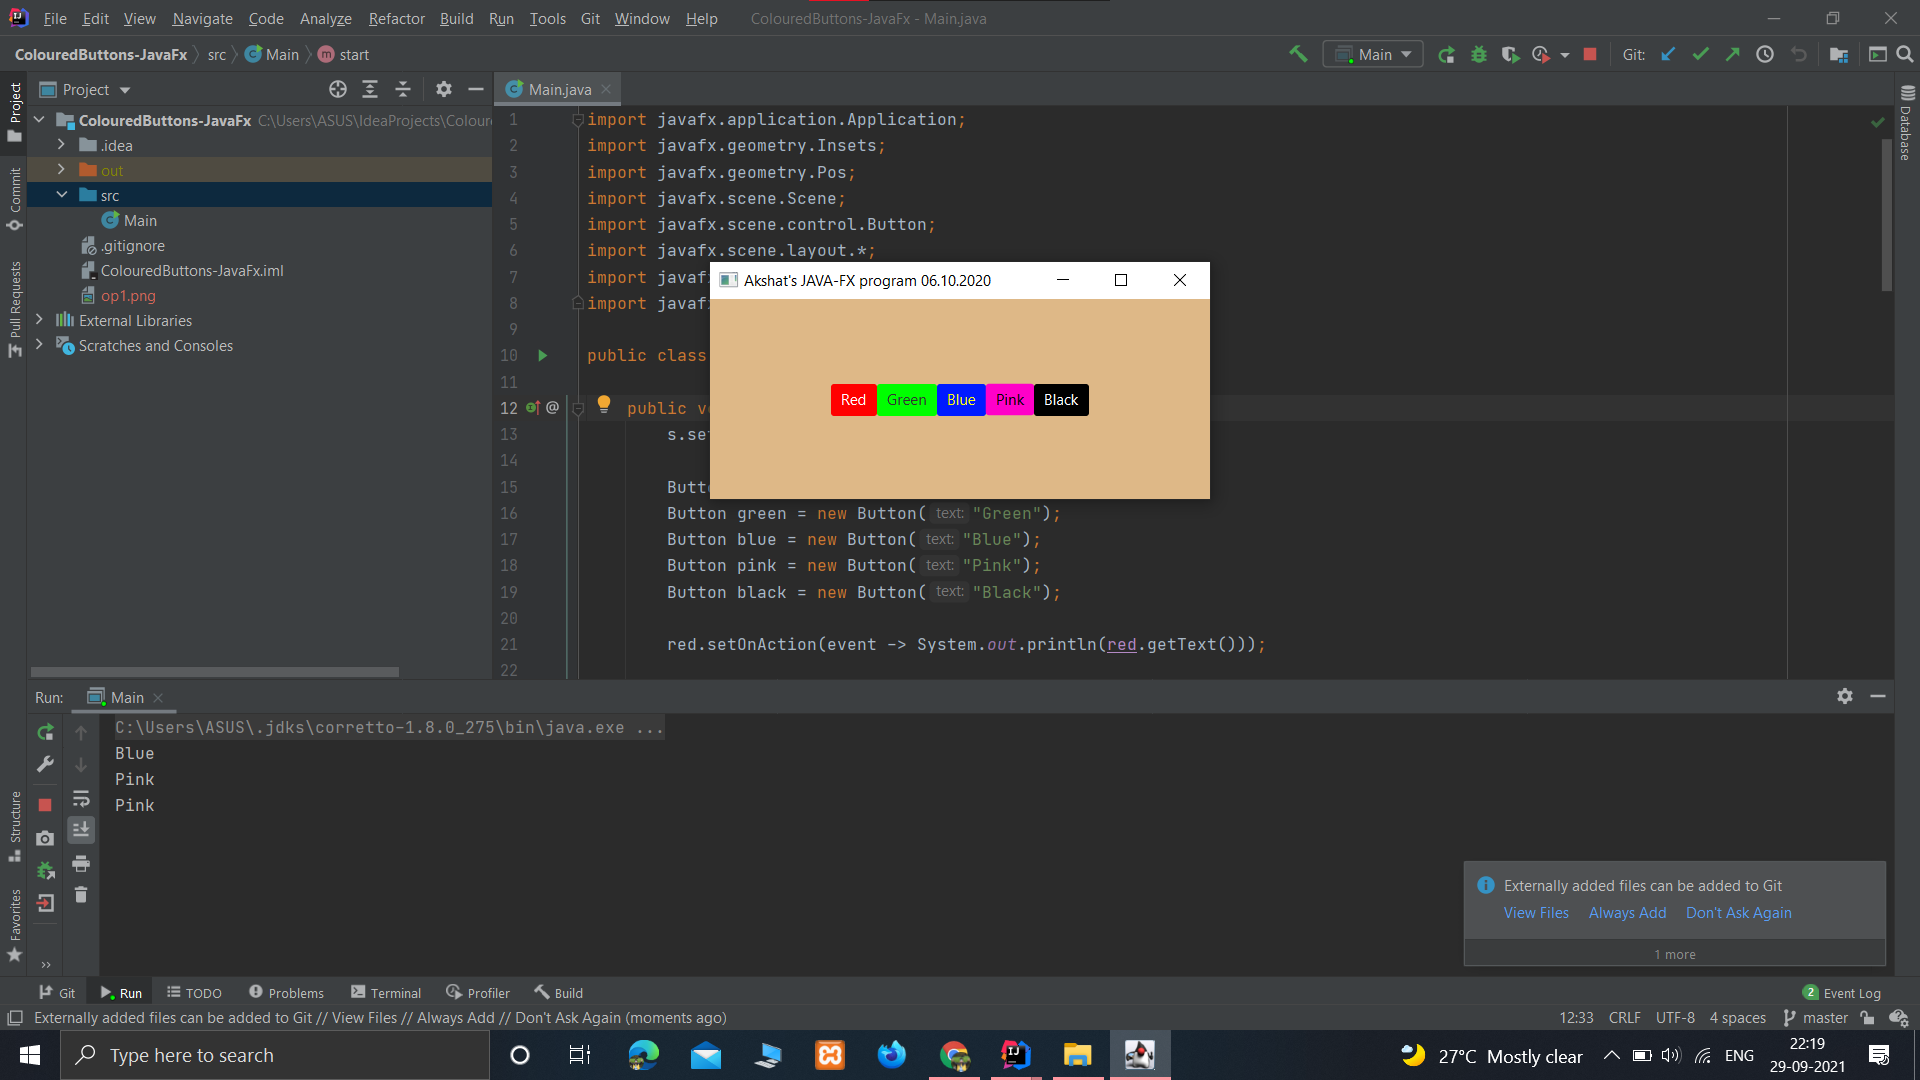 File Edit View Navigate Code Analyze Refactor Build Run Tools Git Window Help ColouredButtons-JavaFx - Main.java
ColouredButtons-JavaFx src Main start Main Git:
Project
Commit
Pull Requests
Structure
Favorites
Database
Project
ColouredButtons-JavaFx C:\Users\ASUS\IdeaProjects\Colour
.idea
out
src
Main
.gitignore
ColouredButtons-JavaFx.iml
op1.png
External Libraries
Scratches and Consoles
Main.java
1 import javafx.application.Application;
2 import javafx.geometry.Insets;
3 import javafx.geometry.Pos;
4 import javafx.scene.Scene;
5 import javafx.scene.control.Button;
6 import javafx.scene.layout.*;
7 import javaf
8 import javaf
9
10 public class
11
12 @ public v
13 s.se
14
15 Butt
16 Button green = new Button( text: "Green");
17 Button blue = new Button( text: "Blue");
18 Button pink = new Button( text: "Pink");
19 Button black = new Button( text: "Black");
20
21 red.setOnAction(event -> System.out.println(red.getText()));
22
Akshat's JAVA-FX program 06.10.2020
Red Green Blue Pink Black
Run: Main
C:\Users\ASUS\.jdks\corretto-1.8.0_275\bin\java.exe ...
Blue
Pink
Pink
Externally added files can be added to Git
View Files Always Add Don't Ask Again
1 more
Git Run TODO Problems Terminal Profiler Build 2 Event Log
Externally added files can be added to Git // View Files // Always Add // Don't Ask Again (moments ago) 12:33 CRLF UTF-8 4 spaces master
Type here to search 27°C Mostly clear ENG
22:19
29-09-2021